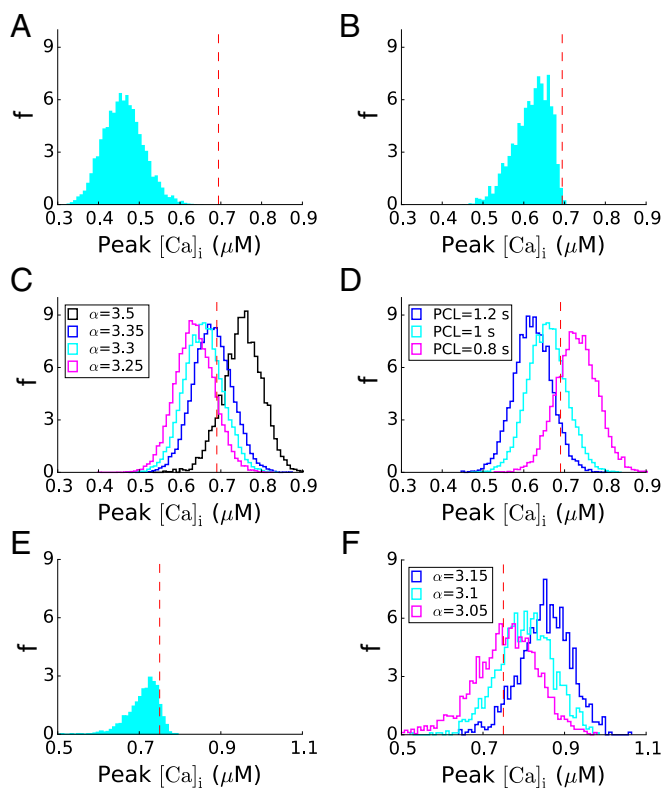 A
9
6
3
0
f
0.3 0.4 0.5 0.6 0.7 0.8 0.9
Peak [Ca]i (μM)
B
9
6
3
0
f
0.3 0.4 0.5 0.6 0.7 0.8 0.9
Peak [Ca]i (μM)
C
9
6
3
0
f
α=3.5
α=3.35
α=3.3
α=3.25
0.3 0.4 0.5 0.6 0.7 0.8 0.9
Peak [Ca]i (μM)
D
9
6
3
0
f
PCL=1.2 s
PCL=1 s
PCL=0.8 s
0.3 0.4 0.5 0.6 0.7 0.8 0.9
Peak [Ca]i (μM)
E
9
6
3
0
f
0.5 0.7 0.9 1.1
Peak [Ca]i (μM)
F
9
6
3
0
f
α=3.15
α=3.1
α=3.05
0.5 0.7 0.9 1.1
Peak [Ca]i (μM)